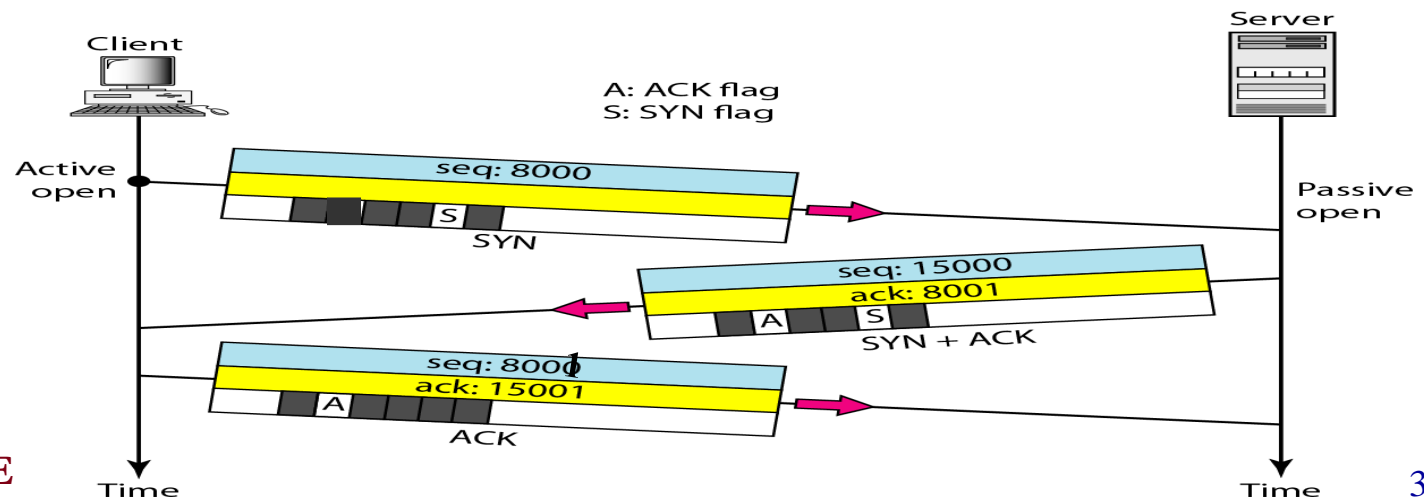 Server
Client
A: ACK flag
S: SYN flag
Active
open
seq: 8000
S
SYN
Passive
open
seq: 15000
ack: 8001
A S
SYN + ACK
seq: 8001
ack: 15001
A
ACK
E
Time
Time
3